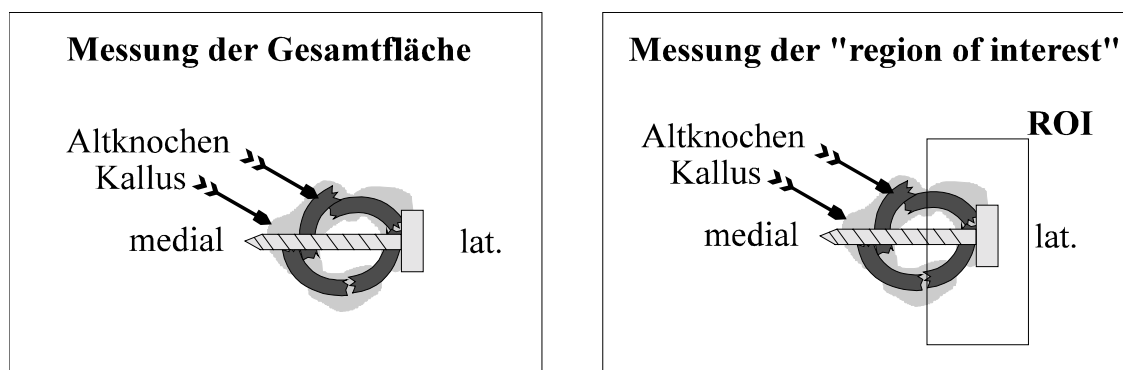 Messung der Gesamtfläche
Altknochen
Kallus
medial
lat.
Messung der "region of interest"
ROI
Altknochen
Kallus
medial
lat.